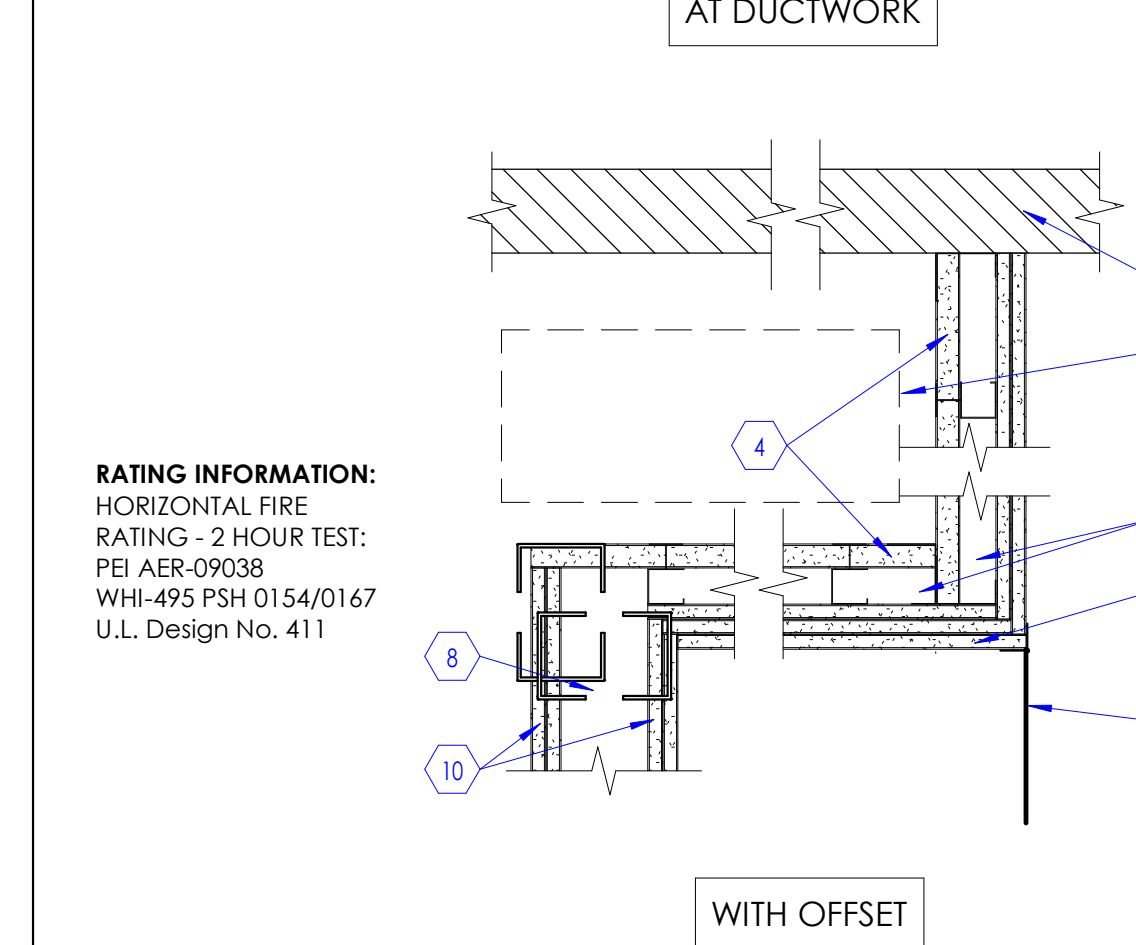 AT DUCTWORK
4
RATING INFORMATION:
HORIZONTAL FIRE
RATING - 2 HOUR TEST:
PEI AER-09038
WHI-495 PSH 0154/0167
U.L. Design No. 411
8
10
WITH OFFSET